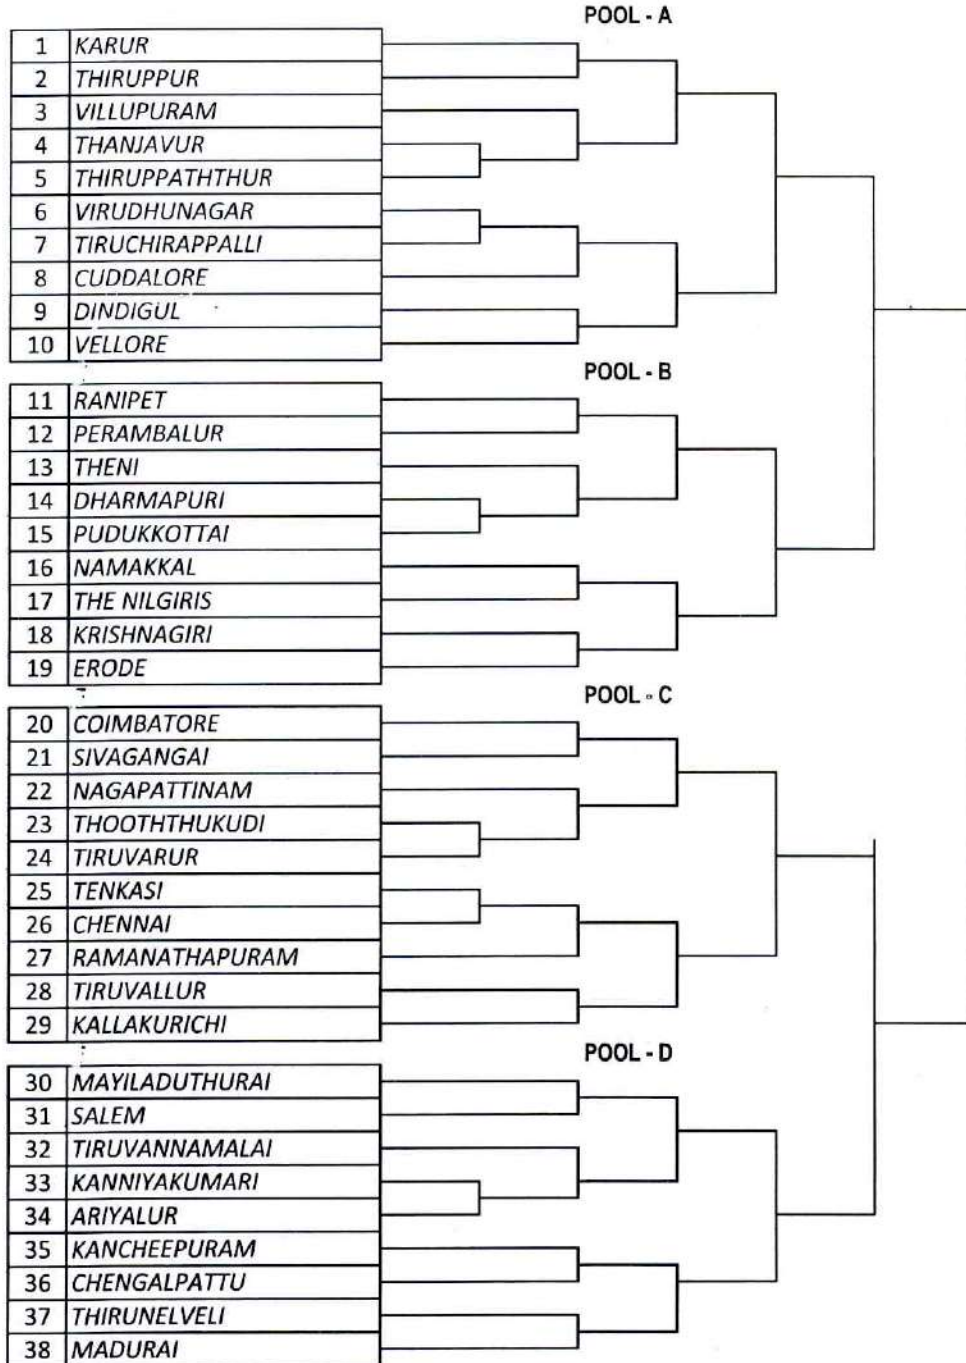 POOL - A
1 KARUR
2 THIRUPPUR
3 VILLUPURAM
4 THANJAVUR
5 THIRUPPATHTHUR
6 VIRUDHUNAGAR
7 TIRUCHIRAPPALLI
8 CUDDALORE
9 DINDIGUL
10 VELLORE
POOL - B
11 RANIPET
12 PERAMBALUR
13 THENI
14 DHARMAPURI
15 PUDUKKOTTAI
16 NAMAKKAL
17 THE NILGIRIS
18 KRISHNAGIRI
19 ERODE
POOL - C
20 COIMBATORE
21 SIVAGANGAI
22 NAGAPATTINAM
23 THOOTHTHUKUDI
24 TIRUVARUR
25 TENKASI
26 CHENNAI
27 RAMANATHAPURAM
28 TIRUVALLUR
29 KALLAKURICHI
POOL - D
30 MAYILADUTHURAI
31 SALEM
32 TIRUVANNAMALAI
33 KANNIYAKUMARI
34 ARIYALUR
35 KANCHEEPURAM
36 CHENGALPATTU
37 THIRUNELVELI
38 MADURAI